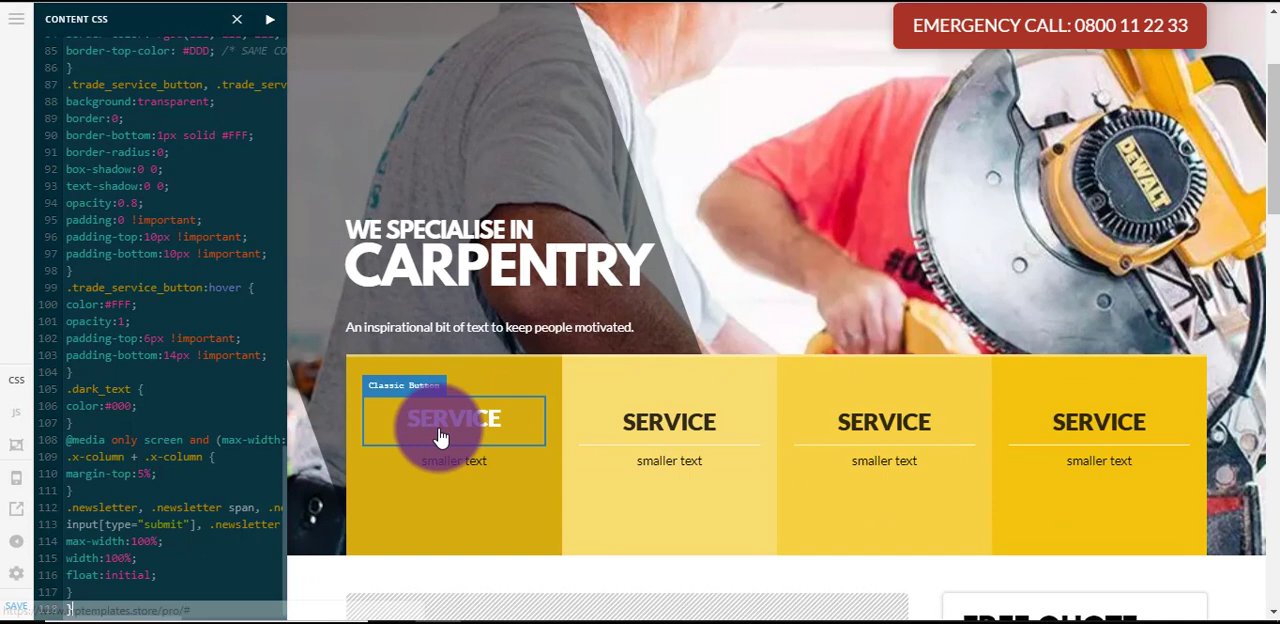 CONTENT CSS
EMERGENCY CALL: 0800 11 22 33
85 border-top-color: #DDD; /* SAME CO
86 }
87 .trade_service_button, .trade_serv
88 background:transparent;
89 border:0;
90 border-bottom:1px solid #FFF;
91 border-radius:0;
92 box-shadow:0 0;
93 text-shadow:0 0;
94 opacity:0.8;
95 padding:0 !important;
96 padding-top:10px !important;
97 padding-bottom:10px !important;
98 }
99 .trade_service_button:hover {
100 color:#FFF;
101 opacity:1;
102 padding-top:6px !important;
103 padding-bottom:14px !important;
104 }
105 .dark_text {
106 color:#000;
107 }
108 @media only screen and (max-width:
109 .x-column + .x-column {
110 margin-top:5%;
111 }
112 .newsletter, .newsletter span, .n
113 input[type="submit"], .newsletter
114 max-width:100%;
115 width:100%;
116 float:initial;
117 }
118 }
CSS
JS
SAVE
DEWALT
WE SPECIALISE IN
CARPENTRY
An inspirational bit of text to keep people motivated.
Classic Button
SERVICE SERVICE SERVICE SERVICE
smaller text smaller text smaller text smaller text
FREE QUOTE